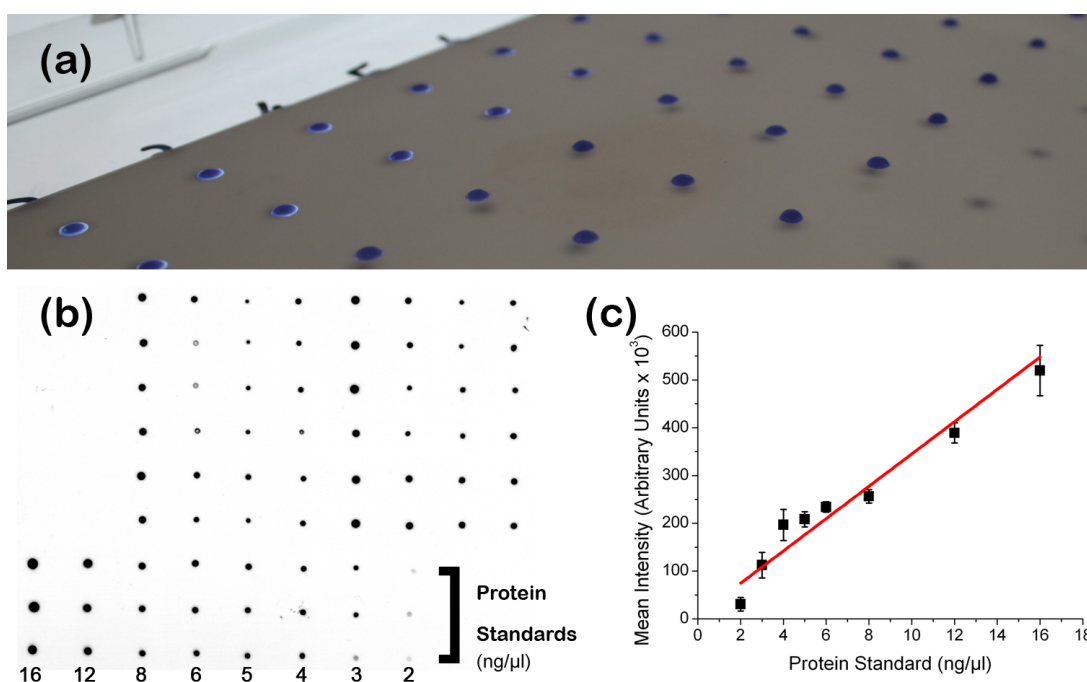 (a)
(b)
Protein
Standards
(ng/µl)
16 12 8 6 5 4 3 2
(c)
Mean Intensity (Arbitrary Units x 10³)
600
500
400
300
200
100
0
0 2 4 6 8 10 12 14 16 18
Protein Standard (ng/µl)